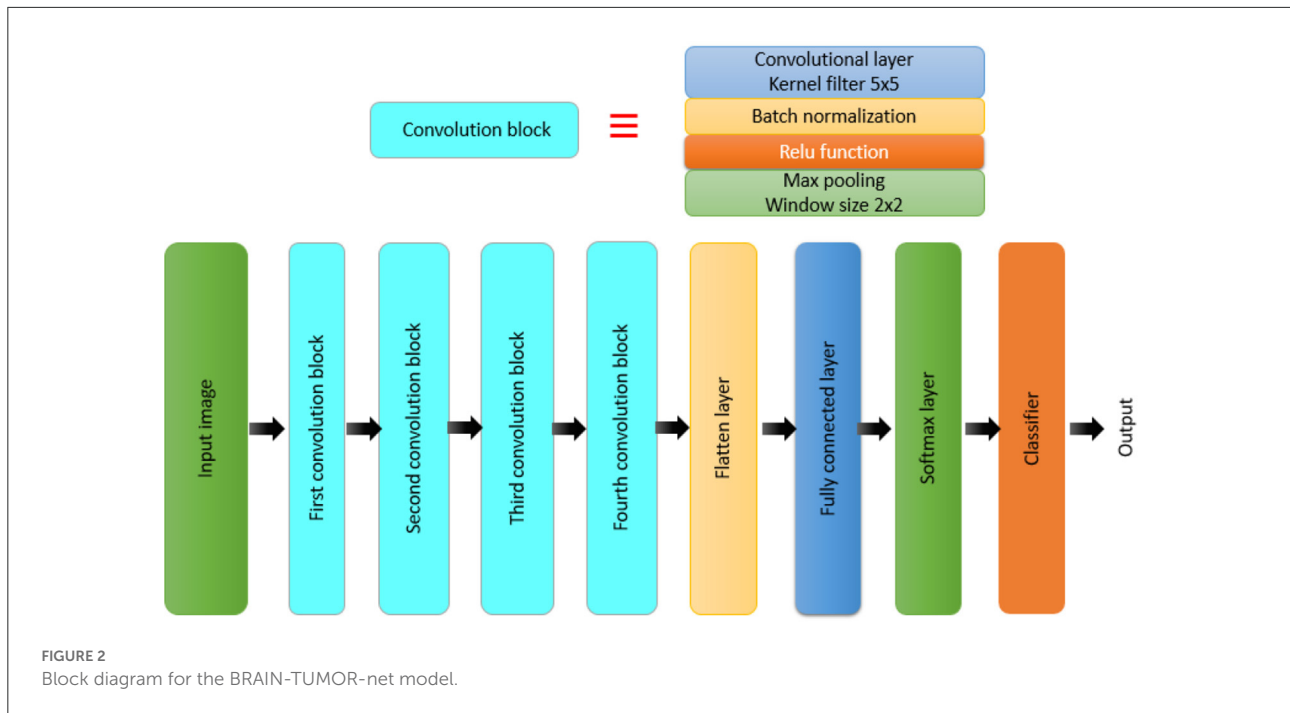 Convolution block
≡
Convolutional layer
Kernel filter 5x5
Batch normalization
Relu function
Max pooling
Window size 2x2
Input image
First convolution block
Second convolution block
Third convolution block
Fourth convolution block
Flatten layer
Fully connected layer
Softmax layer
Classifier
Output
FIGURE 2
Block diagram for the BRAIN-TUMOR-net model.